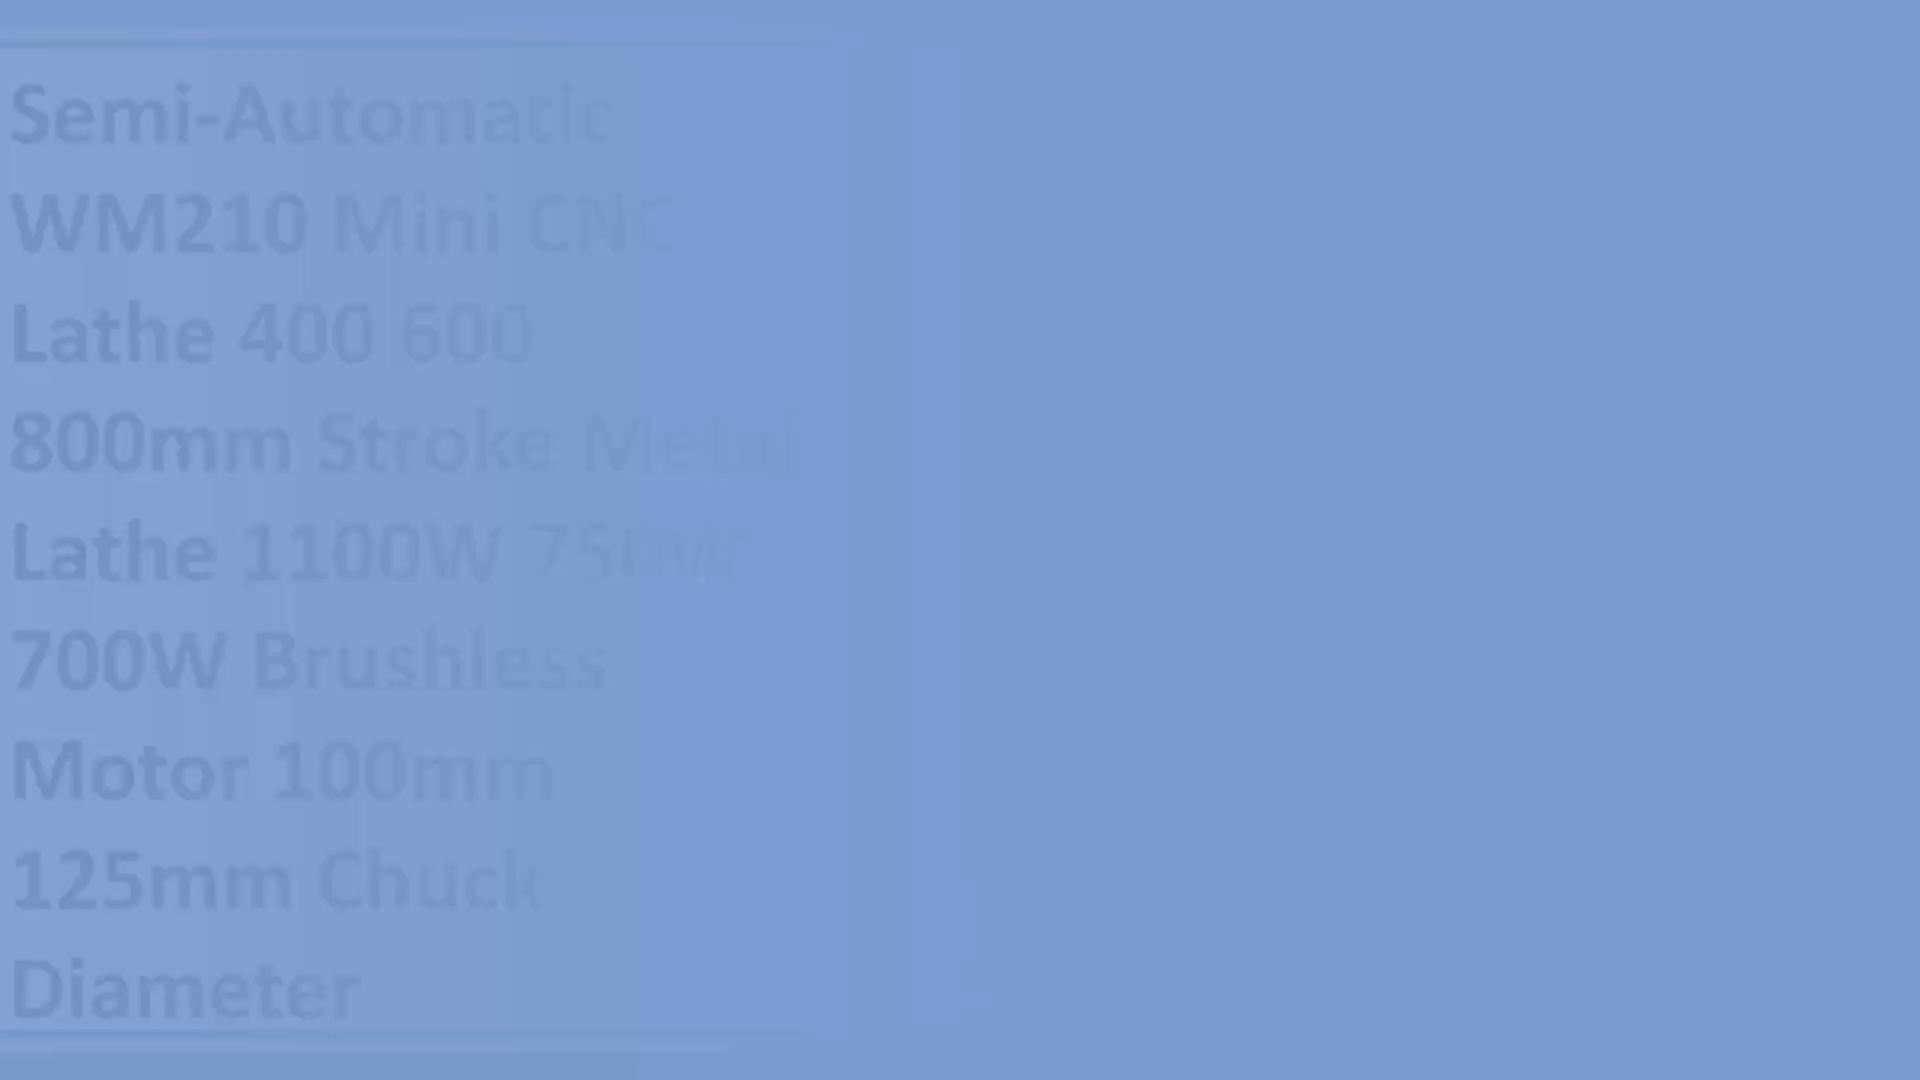 Semi-Automatic
WM210 Mini CNC
Lathe 400 600
800mm Stroke Metal
Lathe 1100W 750W
700W Brushless
Motor 100mm
125mm Chuck
Diameter